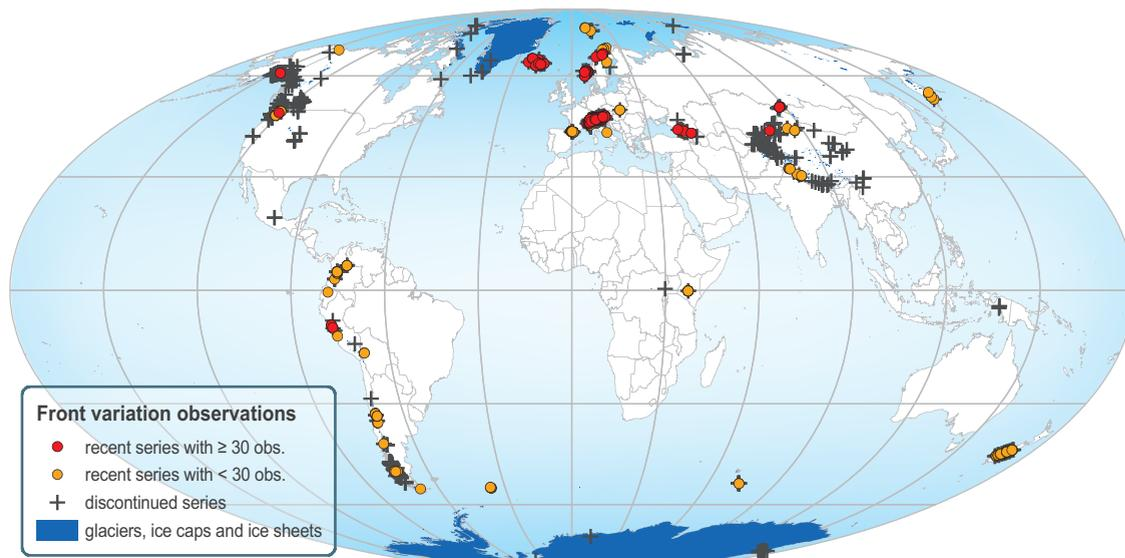 Front variation observations
recent series with ≥ 30 obs.
recent series with < 30 obs.
discontinued series
glaciers, ice caps and ice sheets